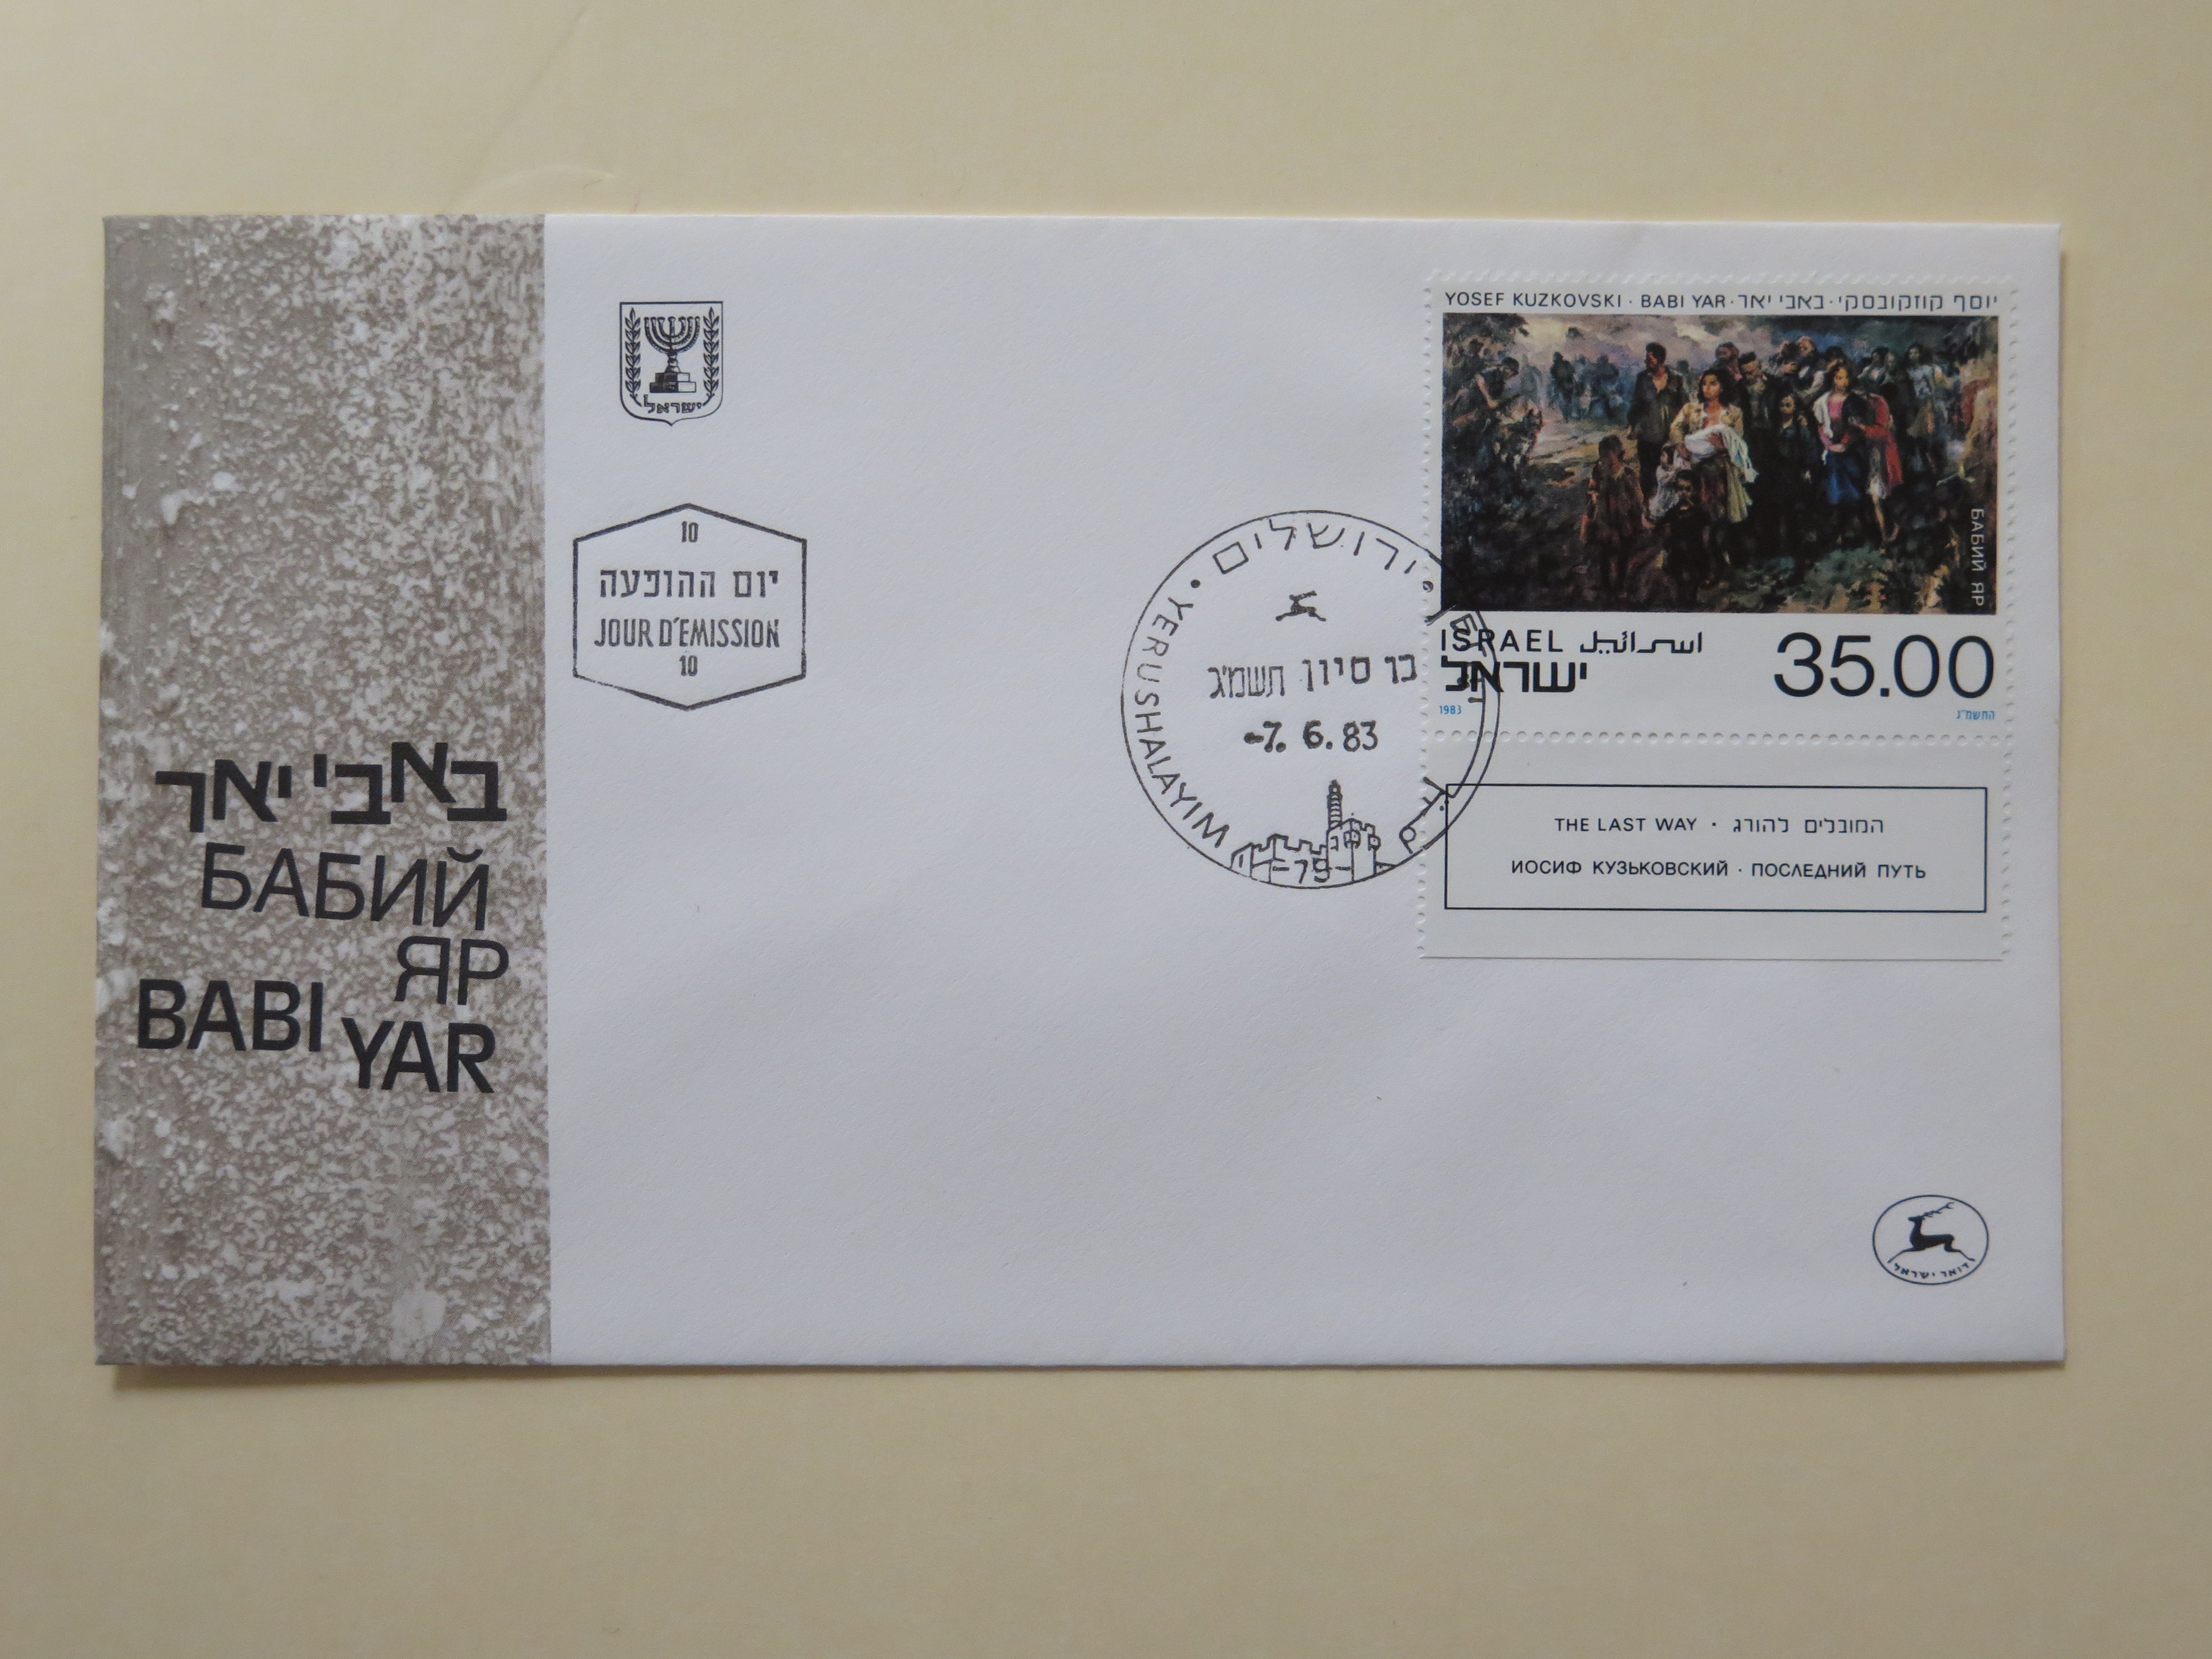 באבי יאר
БАБИЙ
ЯР
BABI YAR
ישראל
10
יום ההופעה
JOUR D'EMISSION
10
ירושלים
YERUSHALAYIM
כו סיון תשמ"ג
-7. 6. 83
-79-
YOSEF KUZKOVSKI · BABI YAR · יוסף קוזקובסקי · באבי יאר
БАБИЙ ЯР
ISRAEL اسرائيل
ישראל
35.00
1983
התשמ"ג
THE LAST WAY · המובלים להורג
ИОСИФ КУЗЬКОВСКИЙ · ПОСЛЕДНИЙ ПУТЬ
דואר ישראל